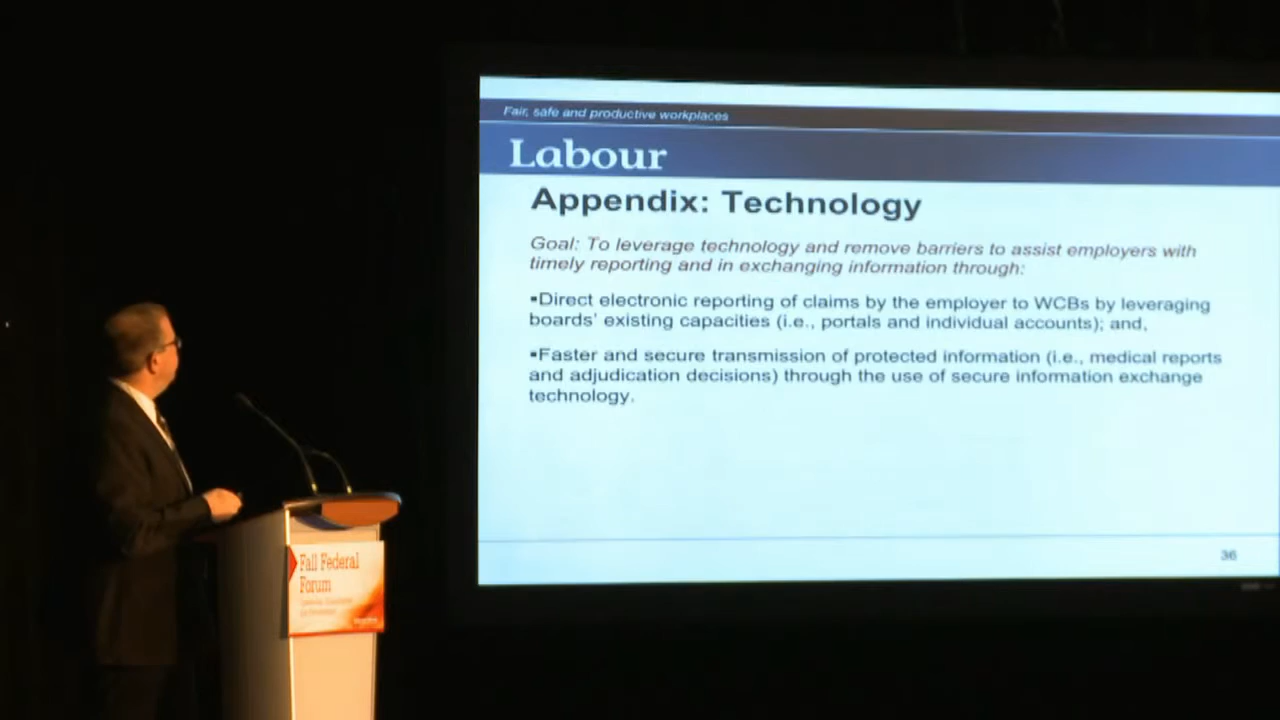 Fair, safe and productive workplaces
Labour
Appendix: Technology
Goal: To leverage technology and remove barriers to assist employers with
timely reporting and in exchanging information through:
▪Direct electronic reporting of claims by the employer to WCBs by leveraging
boards' existing capacities (i.e., portals and individual accounts); and,
▪Faster and secure transmission of protected information (i.e., medical reports
and adjudication decisions) through the use of secure information exchange
technology.
36
Fall Federal
Forum